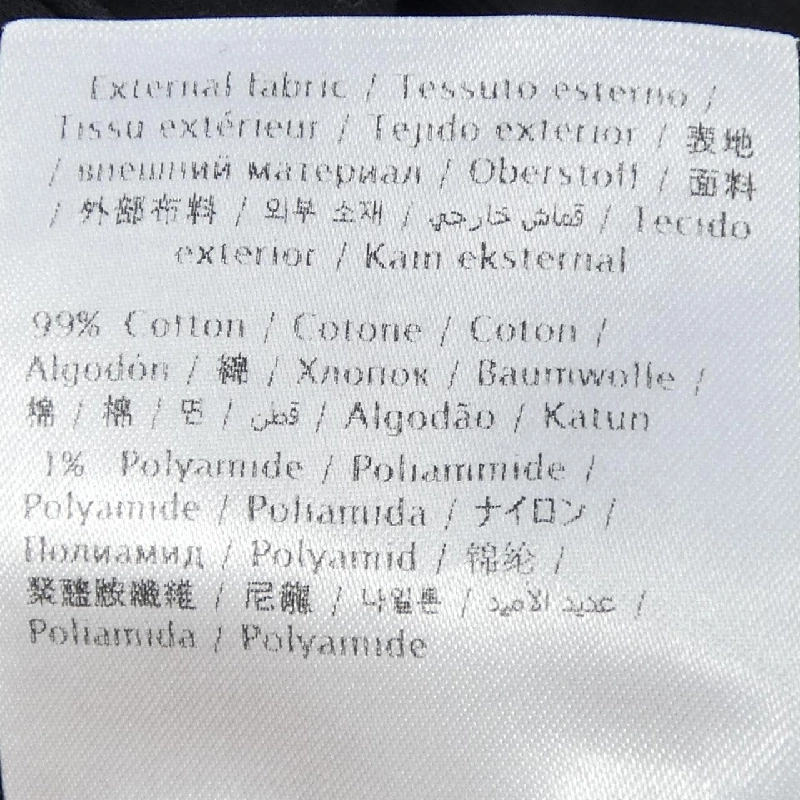 External fabric / Tessuto esterno /
Tissu extérieur / Tejido exterior / 表地
/ внешний материал / Oberstoff / 面料
/ 外部布料 / 외부 소재 / قماش خارجي / Tecido
exterior / Kain eksternal
99% Cotton / Cotone / Coton /
Algodón / 綿 / Хлопок / Baumwolle /
棉 / 棉 / 면 / قطن / Algodão / Katun
1% Polyamide / Poliammide /
Polyamide / Poliamida / ナイロン /
Полиамид / Polyamid / 锦纶 /
聚醯胺纖維 / 尼龍 / 나일론 / عديد الاميد /
Poliamida / Polyamide